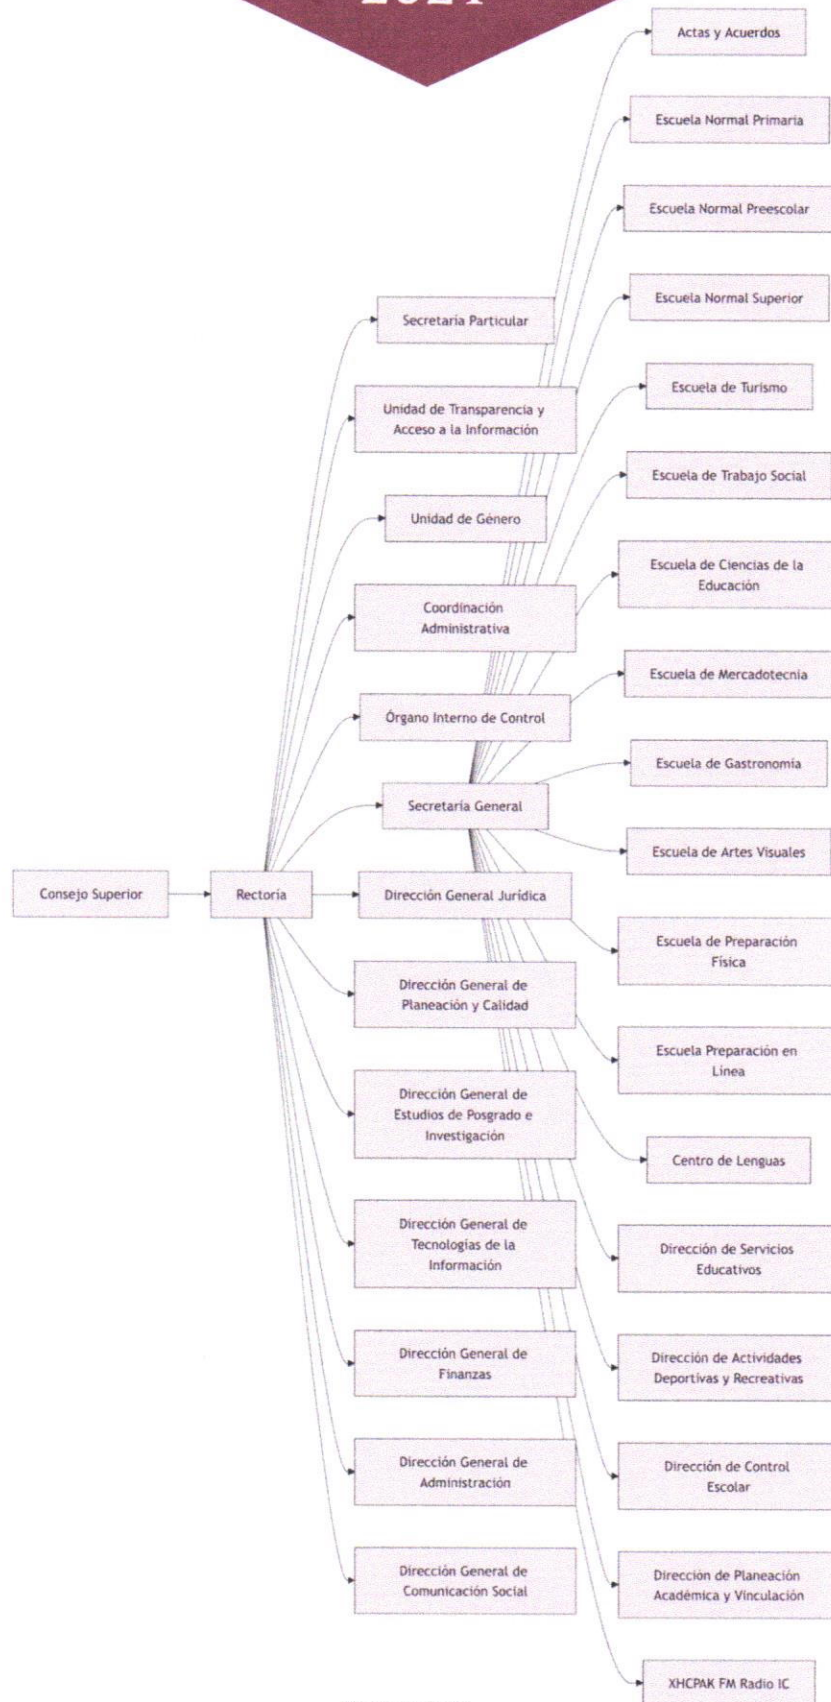 Actas y Acuerdos
Escuela Normal Primaria
Escuela Normal Preescolar
Escuela Normal Superior
Escuela de Turismo
Escuela de Trabajo Social
Escuela de Ciencias de la
Educación
Escuela de Mercadotecnia
Escuela de Gastronomía
Escuela de Artes Visuales
Escuela de Preparación
Física
Escuela Preparación en
Línea
Centro de Lenguas
Dirección de Servicios
Educativos
Dirección de Actividades
Deportivas y Recreativas
Dirección de Control
Escolar
Dirección de Planeación
Académica y Vinculación
XHCPAK FM Radio IC
Secretaría Particular
Unidad de Transparencia y
Acceso a la Información
Unidad de Género
Coordinación
Administrativa
Órgano Interno de Control
Secretaría General
Dirección General Jurídica
Dirección General de
Planeación y Calidad
Dirección General de
Estudios de Posgrado e
Investigación
Dirección General de
Tecnologías de la
Información
Dirección General de
Finanzas
Dirección General de
Administración
Dirección General de
Comunicación Social
Consejo Superior
Rectoría